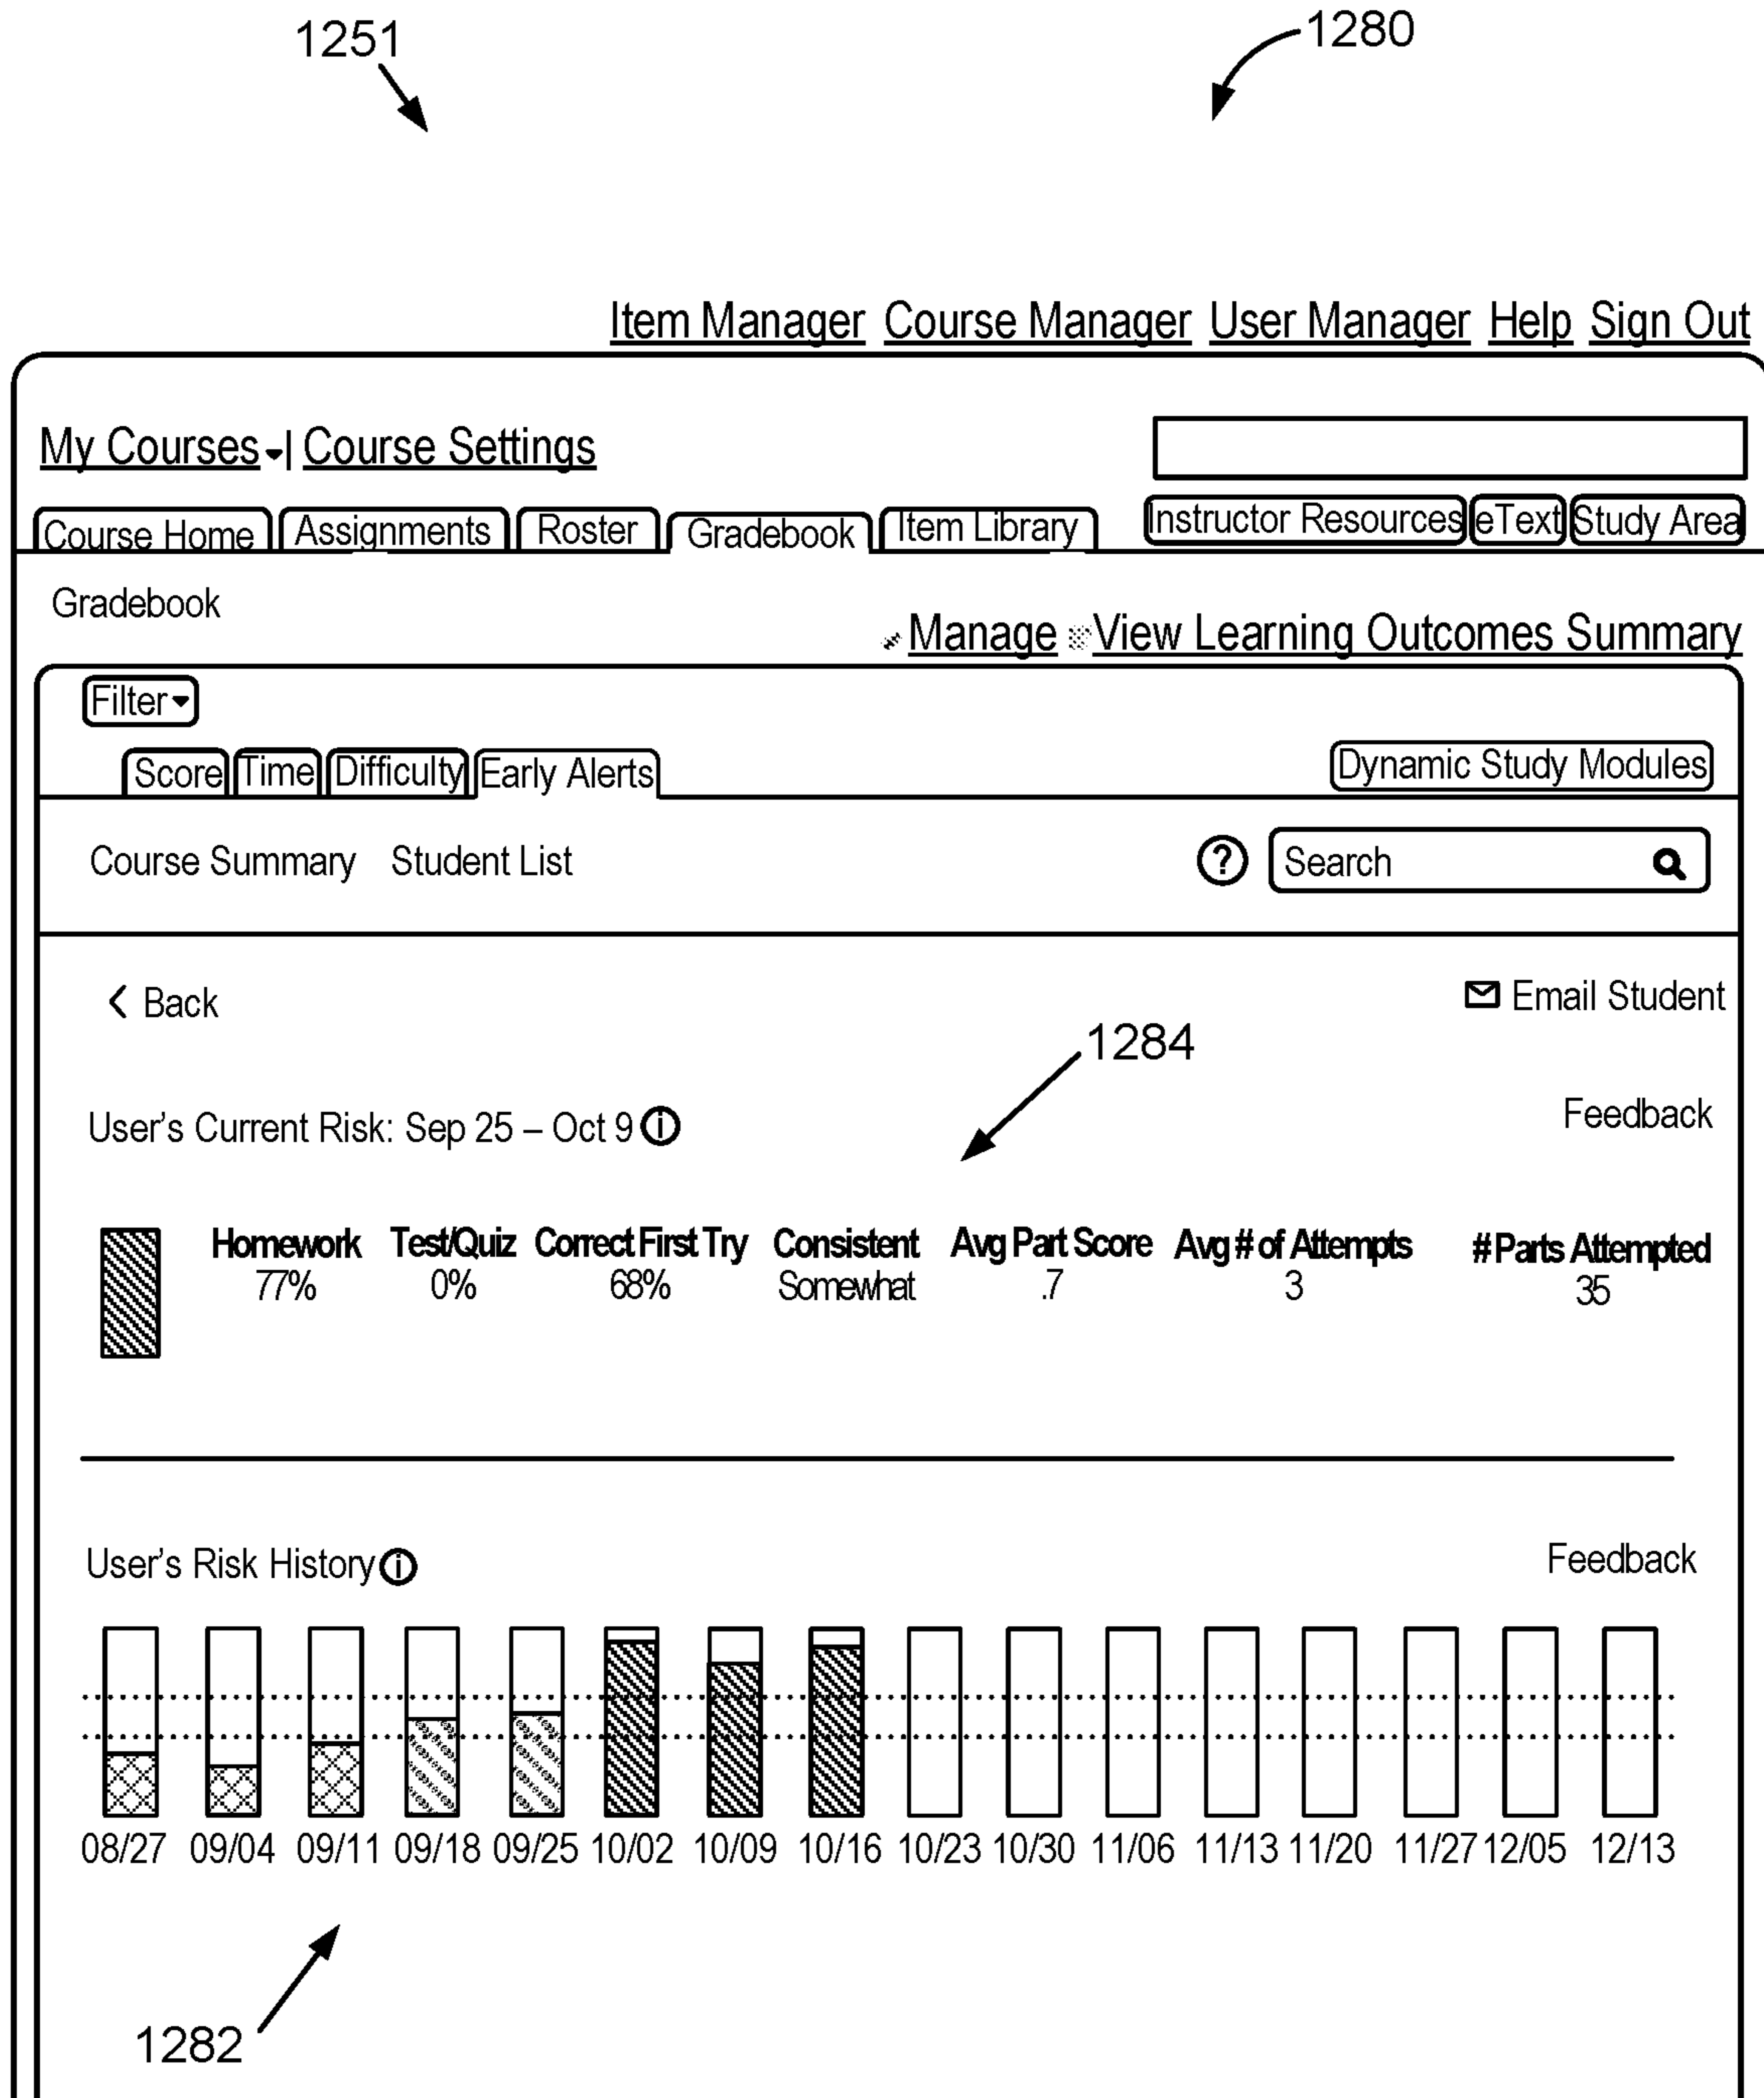 1251 1280
Item Manager Course Manager User Manager Help Sign Out
My Courses | Course Settings
Course Home Assignments Roster Gradebook Item Library Instructor Resources eText Study Area
Gradebook
Manage View Learning Outcomes Summary
Filter
Score Time Difficulty Early Alerts Dynamic Study Modules
Course Summary Student List ? Search
< Back Email Student
1284
User's Current Risk: Sep 25 – Oct 9 i Feedback
Homework Test/Quiz Correct First Try Consistent Avg Part Score Avg # of Attempts # Parts Attempted
77% 0% 68% Somewhat .7 3 35
User's Risk History i Feedback
08/27 09/04 09/11 09/18 09/25 10/02 10/09 10/16 10/23 10/30 11/06 11/13 11/20 11/27 12/05 12/13
1282